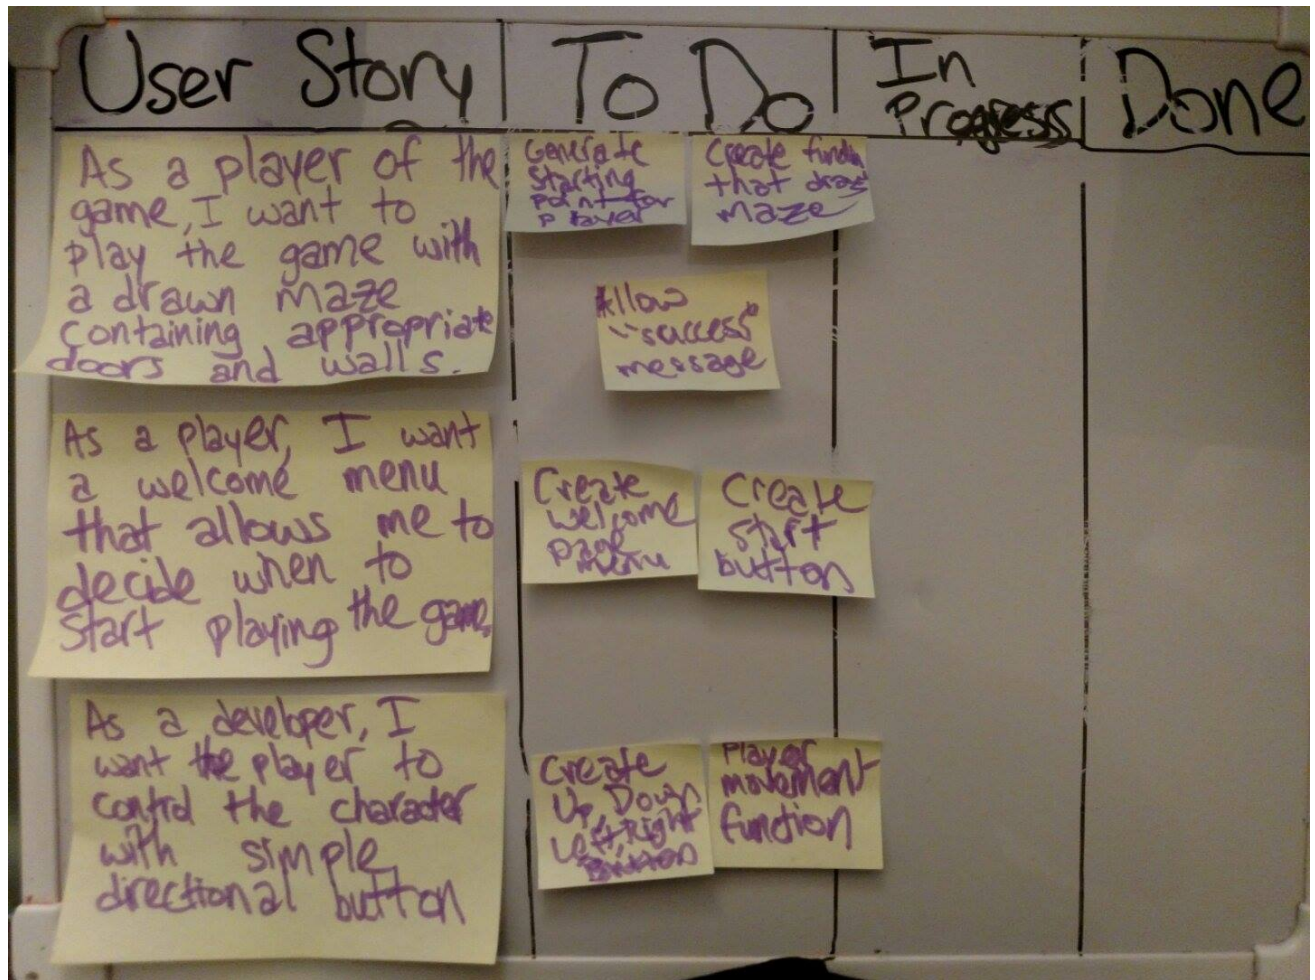 User Story
To Do
In
Progress
Done
As a player of the
game, I want to
play the game with
a drawn maze
containing appropriate
doors and walls.
Generate
starting
point for
player
Create
that draws
maze
Allow
"success"
message
As a player, I want
a welcome menu
that allows me to
decide when to
start playing the game.
Create
welcome
page
menu
Create
start
button
As a developer, I
want the player to
control the character
with simple
directional button
Create
Up, Down,
Left, Right
Button
Player
movement
function